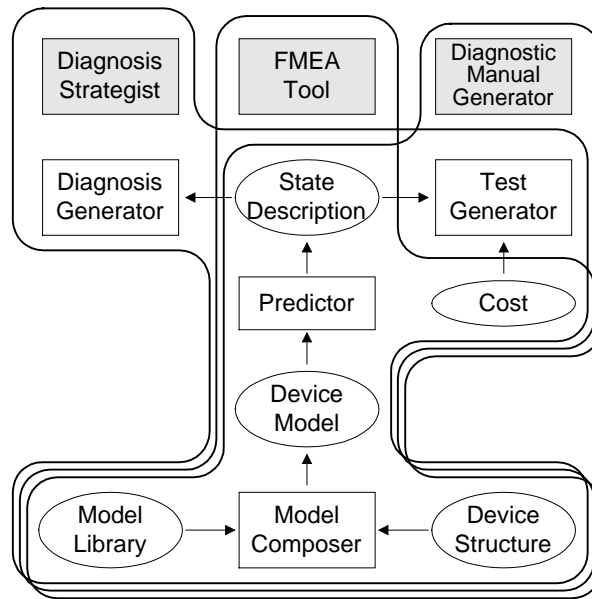 Diagnosis
Strategist
FMEA
Tool
Diagnostic
Manual
Generator
Diagnosis
Generator
State
Description
Test
Generator
Predictor
Cost
Device
Model
Model
Library
Model
Composer
Device
Structure